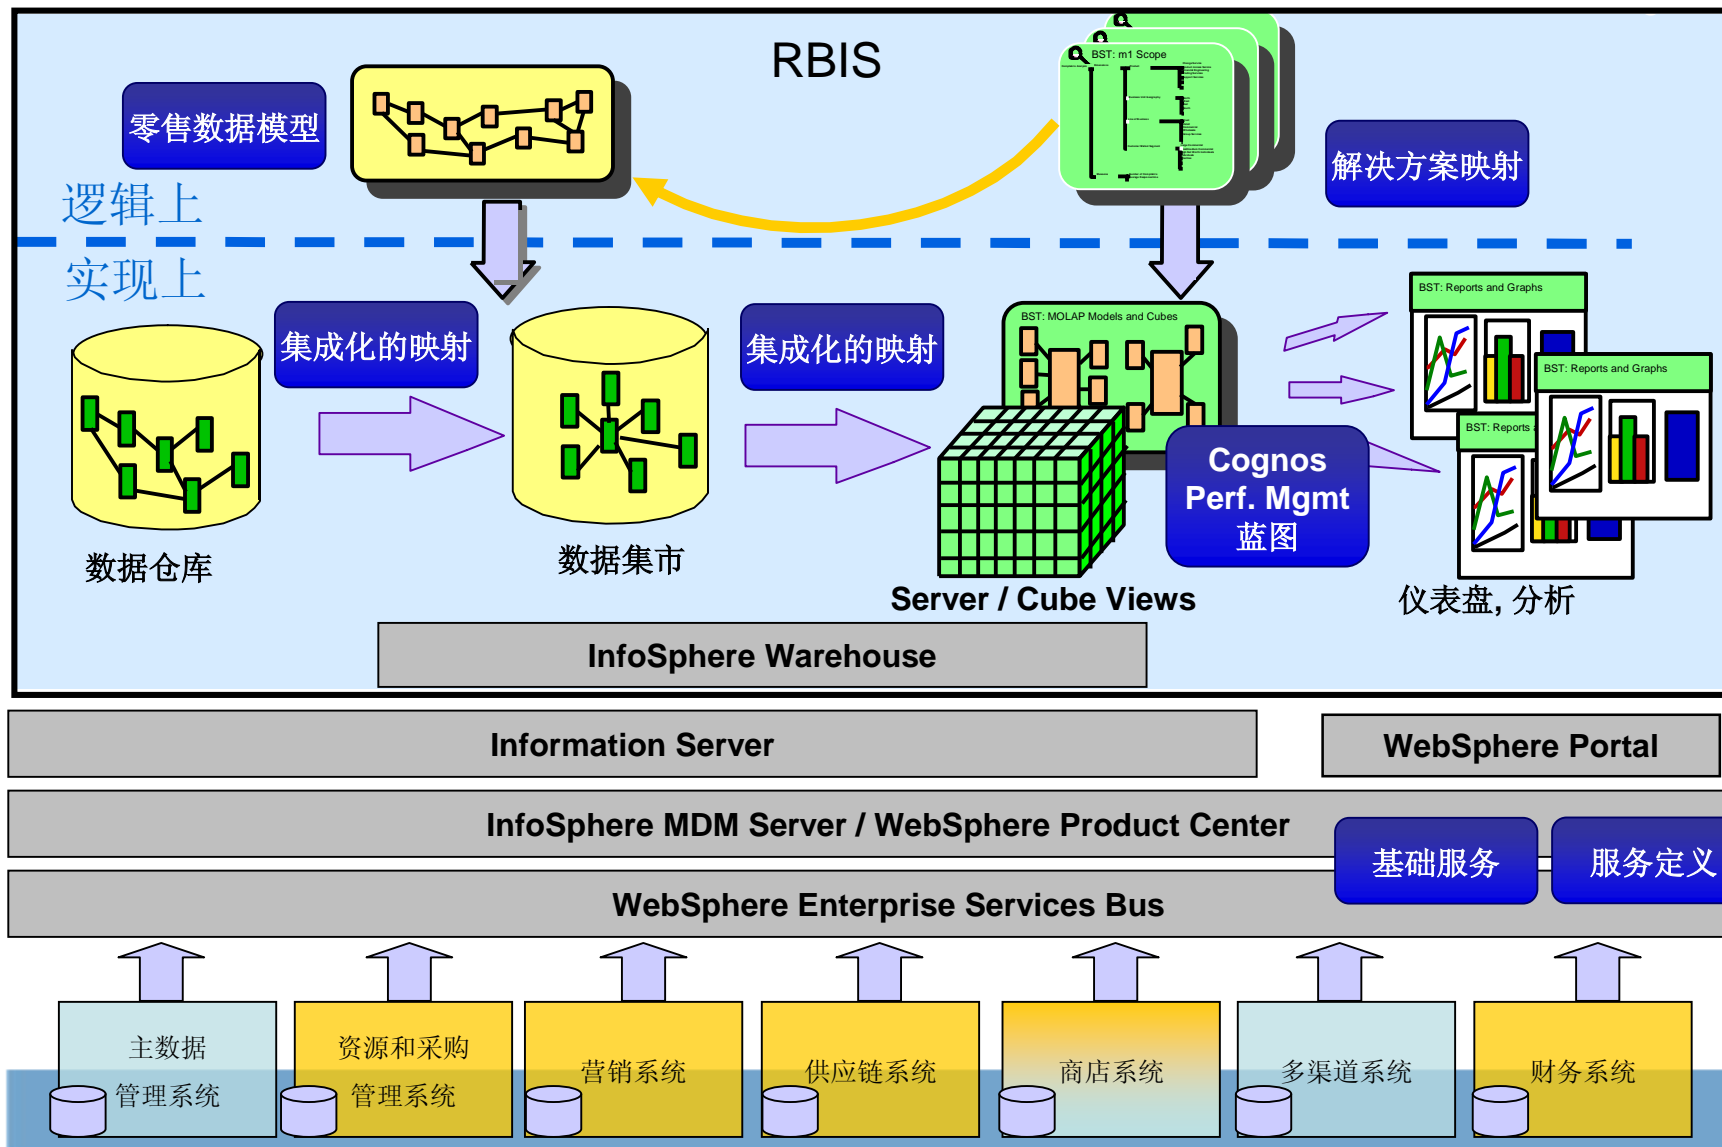 RBIS
BST: m1 Scope
零售数据模型
解决方案映射
逻辑上
实现上
集成化的映射
集成化的映射
BST: MOLAP Models and Cubes
BST: Reports and Graphs
BST: Reports and Graphs
BST: Reports
Cognos
Perf. Mgmt
蓝图
数据仓库
数据集市
Server / Cube Views
仪表盘, 分析
InfoSphere Warehouse
Information Server
WebSphere Portal
InfoSphere MDM Server / WebSphere Product Center
基础服务
服务定义
WebSphere Enterprise Services Bus
主数据
管理系统
资源和采购
管理系统
营销系统
供应链系统
商店系统
多渠道系统
财务系统